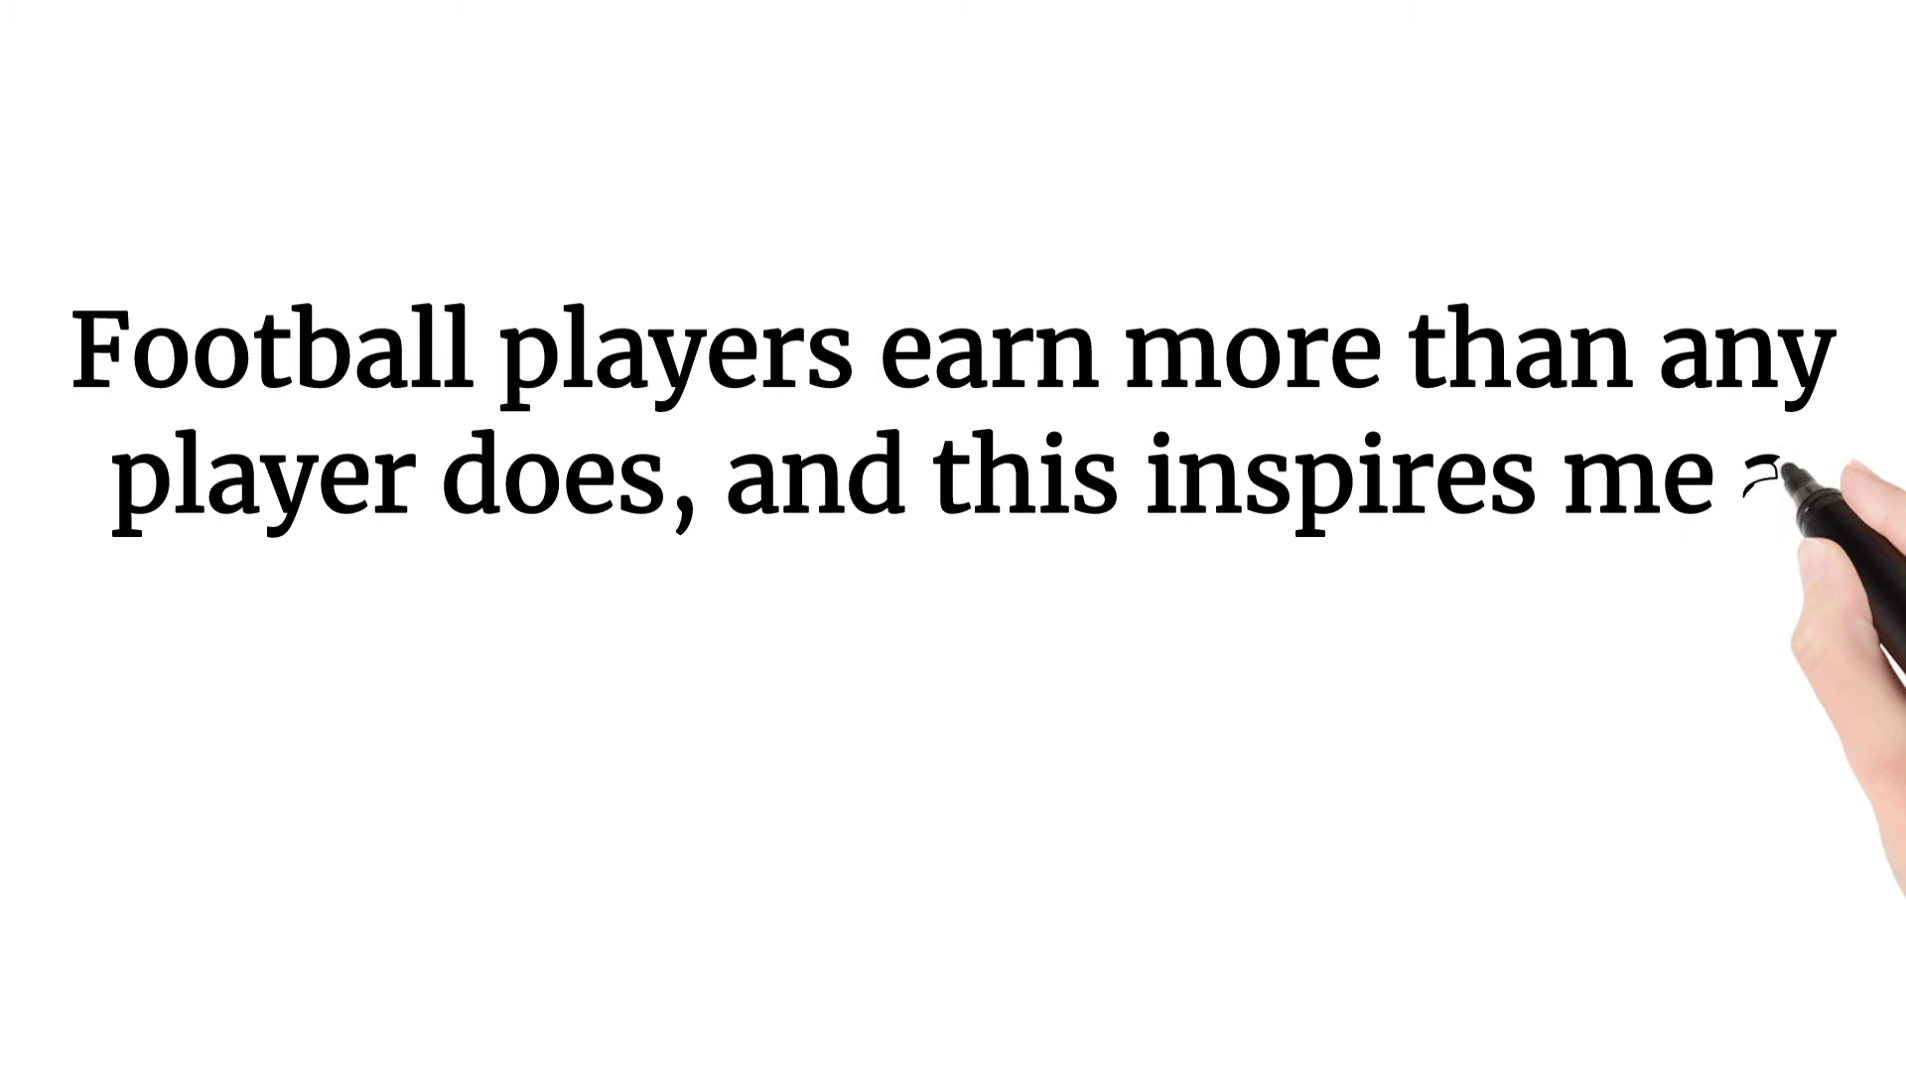 Football players earn more than any
player does, and this inspires me